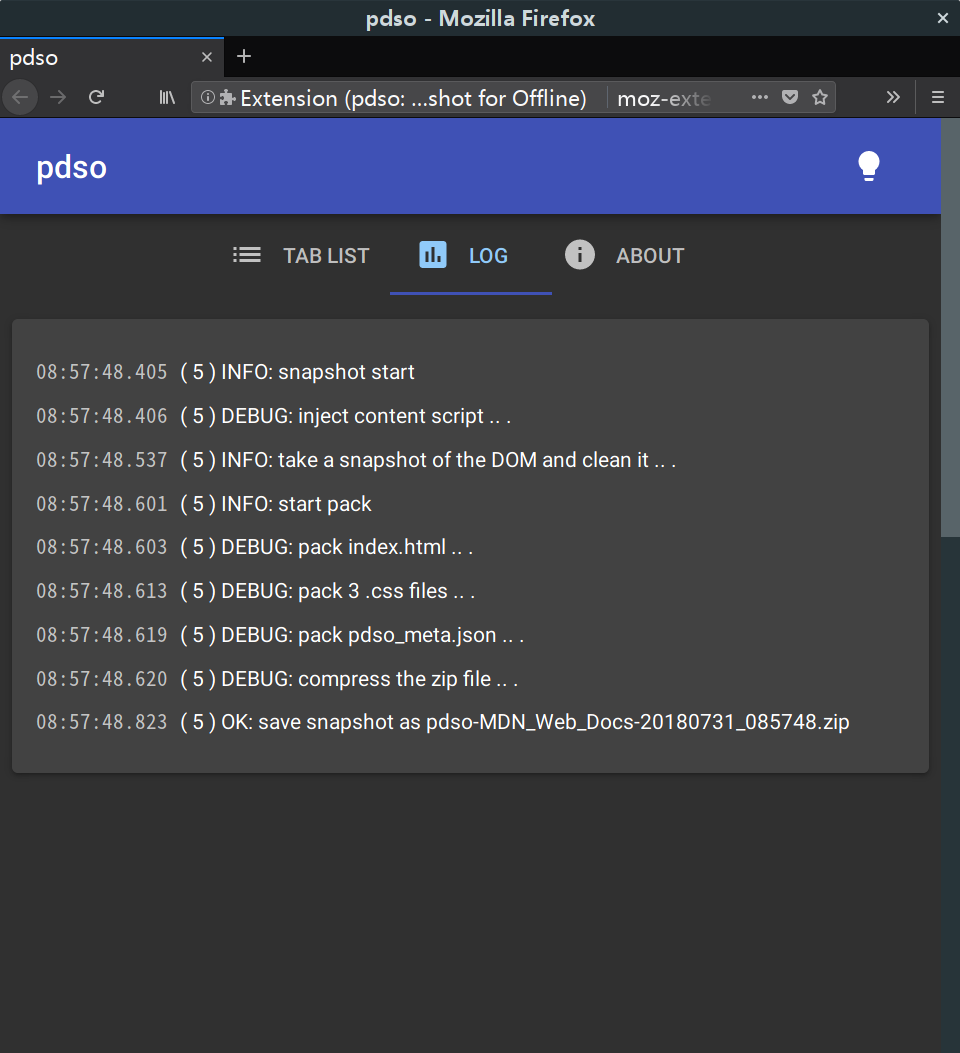 pdso - Mozilla Firefox
pdso
Extension (pdso: ...shot for Offline) moz-exte
pdso
TAB LIST LOG ABOUT
08:57:48.405 ( 5 ) INFO: snapshot start
08:57:48.406 ( 5 ) DEBUG: inject content script .. .
08:57:48.537 ( 5 ) INFO: take a snapshot of the DOM and clean it .. .
08:57:48.601 ( 5 ) INFO: start pack
08:57:48.603 ( 5 ) DEBUG: pack index.html .. .
08:57:48.613 ( 5 ) DEBUG: pack 3 .css files .. .
08:57:48.619 ( 5 ) DEBUG: pack pdso_meta.json .. .
08:57:48.620 ( 5 ) DEBUG: compress the zip file .. .
08:57:48.823 ( 5 ) OK: save snapshot as pdso-MDN_Web_Docs-20180731_085748.zip